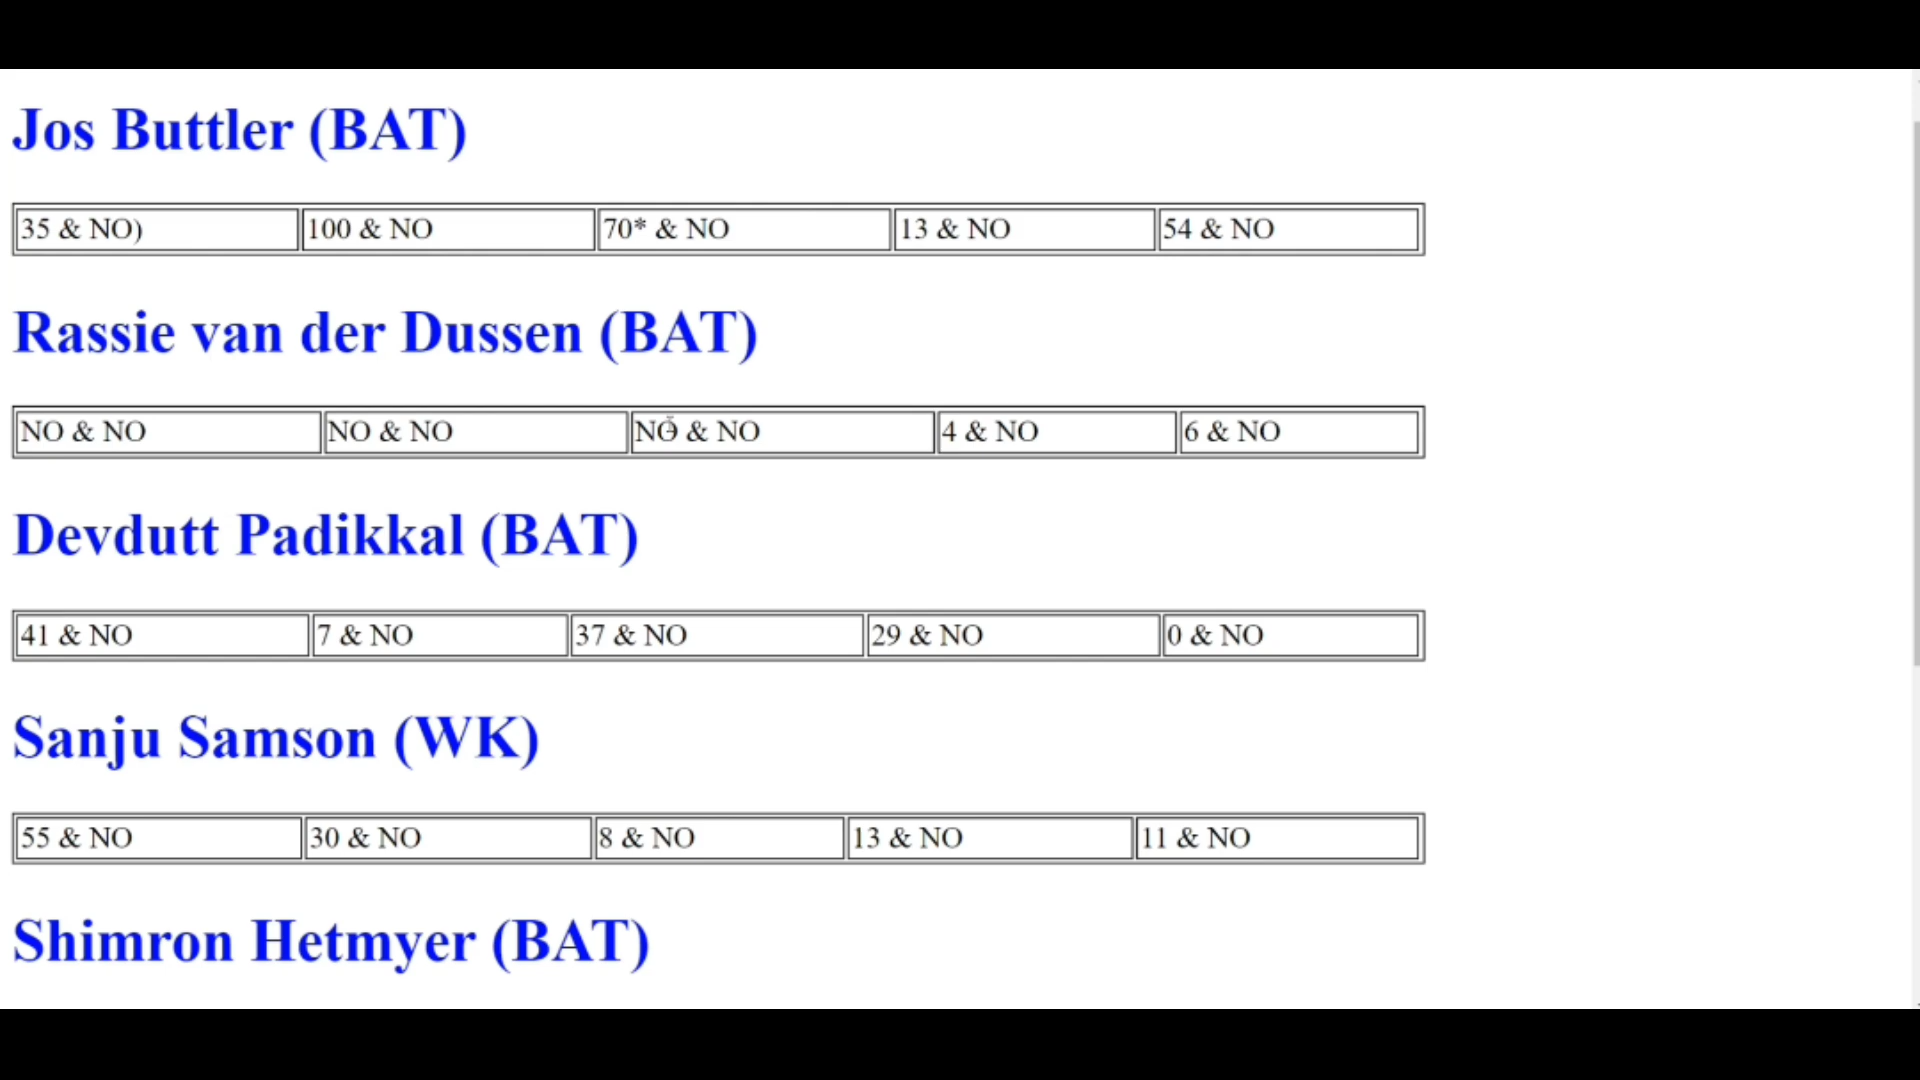 Jos Buttler (BAT)
35 & NO) 100 & NO 70* & NO 13 & NO 54 & NO
Rassie van der Dussen (BAT)
NO & NO NO & NO NO & NO 4 & NO 6 & NO
Devdutt Padikkal (BAT)
41 & NO 7 & NO 37 & NO 29 & NO 0 & NO
Sanju Samson (WK)
55 & NO 30 & NO 8 & NO 13 & NO 11 & NO
Shimron Hetmyer (BAT)